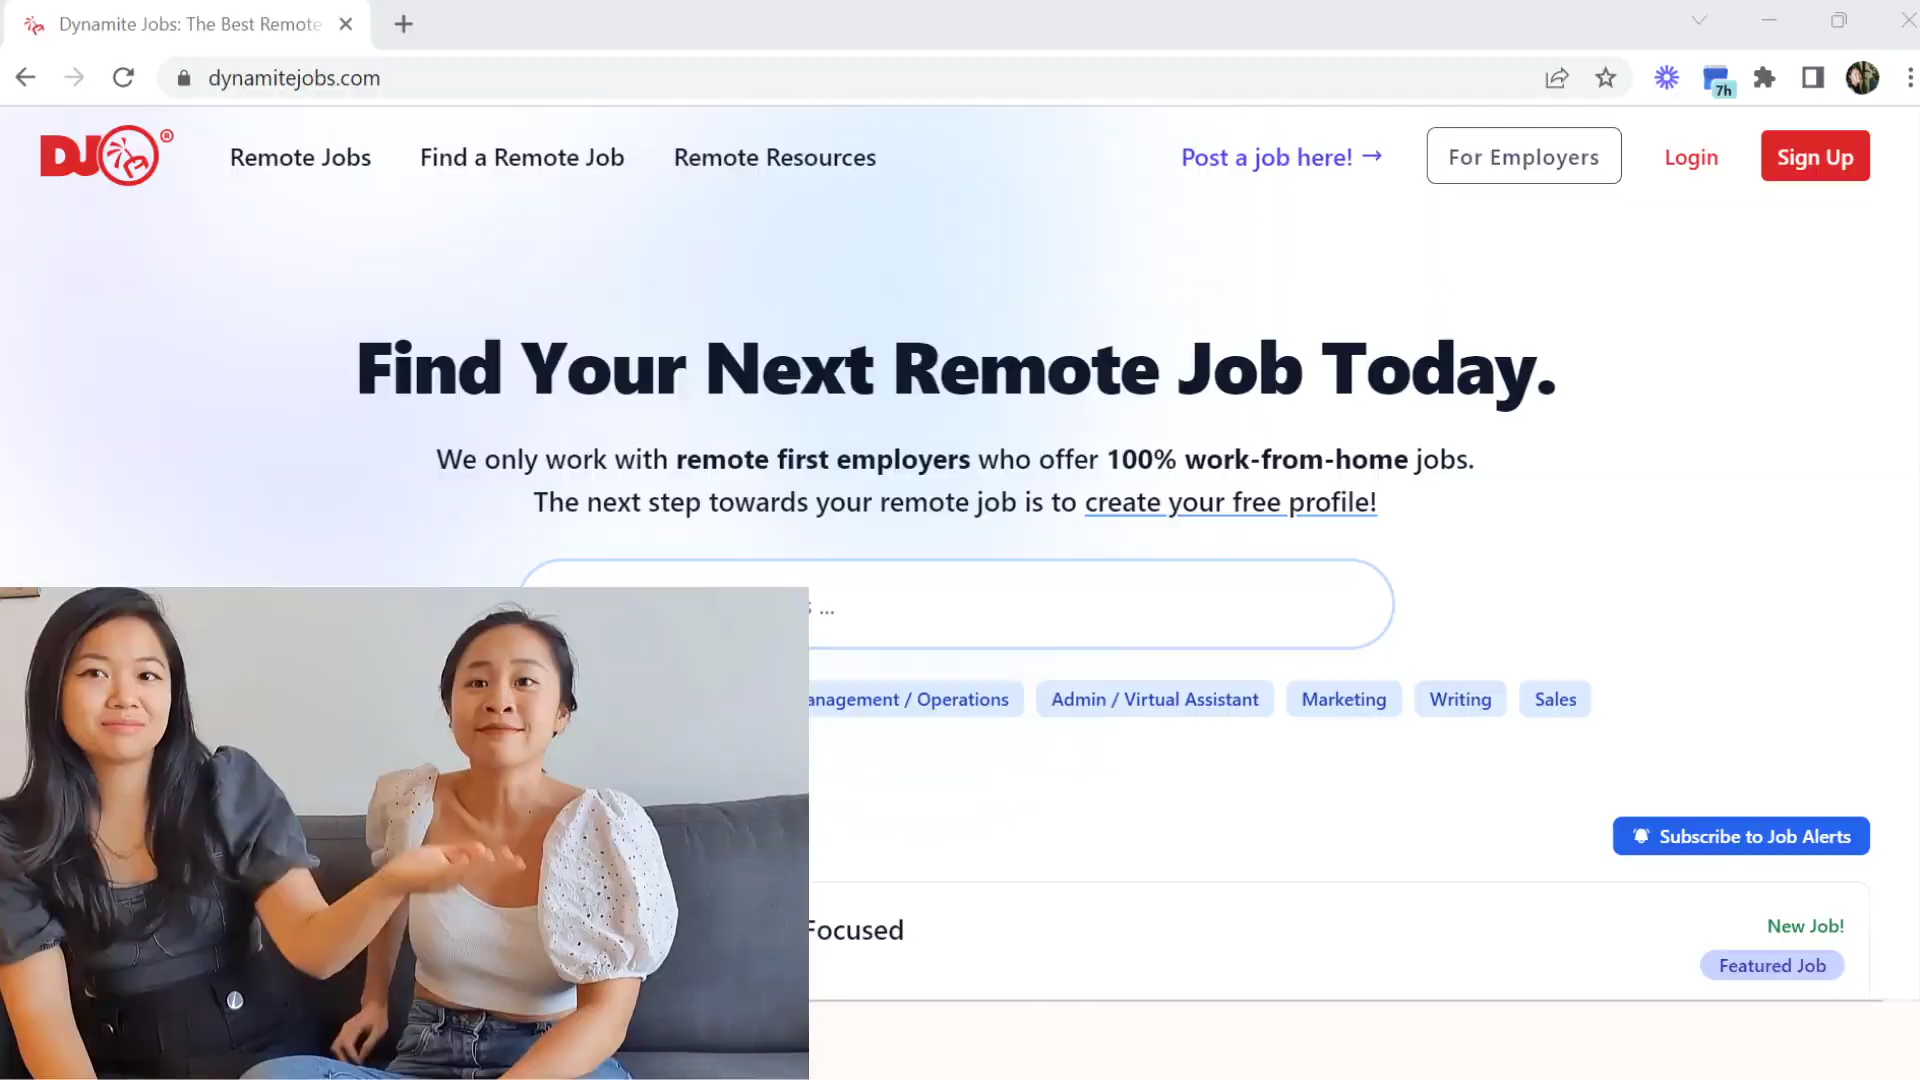 Dynamite Jobs: The Best Remote
dynamitejobs.com
7h
DJ®
Remote Jobs
Find a Remote Job
Remote Resources
Post a job here! →
For Employers
Login
Sign Up
Find Your Next Remote Job Today.
We only work with remote first employers who offer 100% work-from-home jobs.
The next step towards your remote job is to create your free profile!
...
anagement / Operations
Admin / Virtual Assistant
Marketing
Writing
Sales
Subscribe to Job Alerts
Focused
New Job!
Featured Job